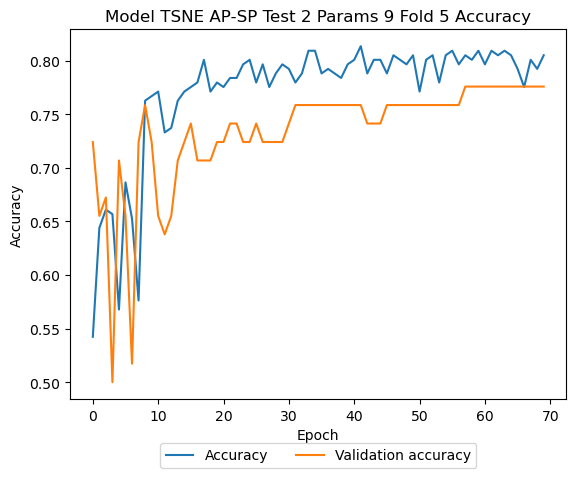 Model TSNE AP-SP Test 2 Params 9 Fold 5 Accuracy
Accuracy
0.80
0.75
0.70
0.65
0.60
0.55
0.50
0 10 20 30 40 50 60 70
Epoch
Accuracy Validation accuracy